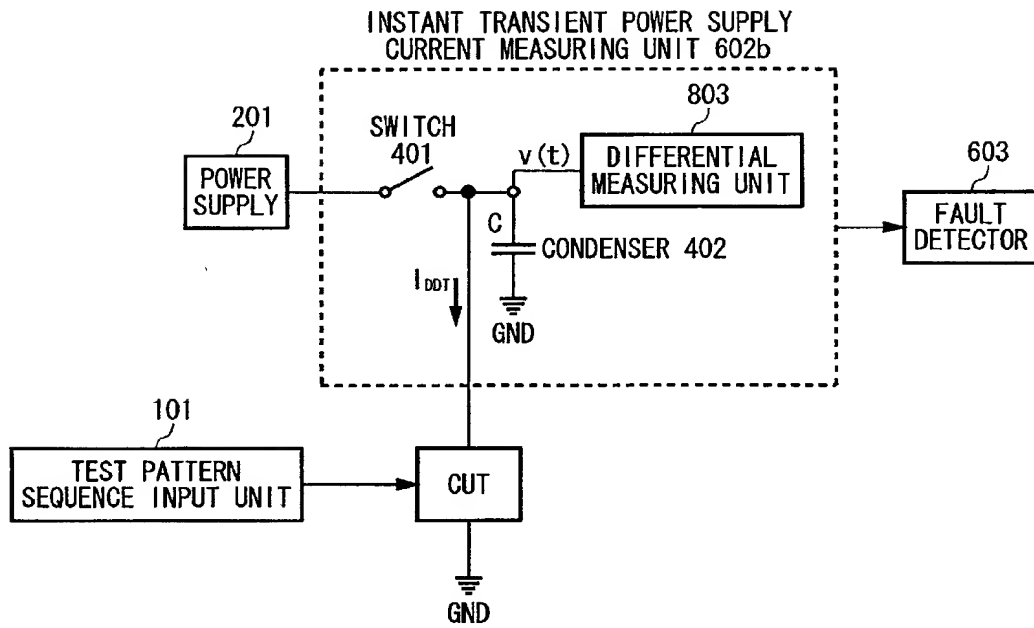 INSTANT TRANSIENT POWER SUPPLY
CURRENT MEASURING UNIT 602b
201
POWER
SUPPLY
SWITCH
401
v(t)
803
DIFFERENTIAL
MEASURING UNIT
603
FAULT
DETECTOR
C
CONDENSER 402
GND
IDDT
101
TEST PATTERN
SEQUENCE INPUT UNIT
CUT
GND